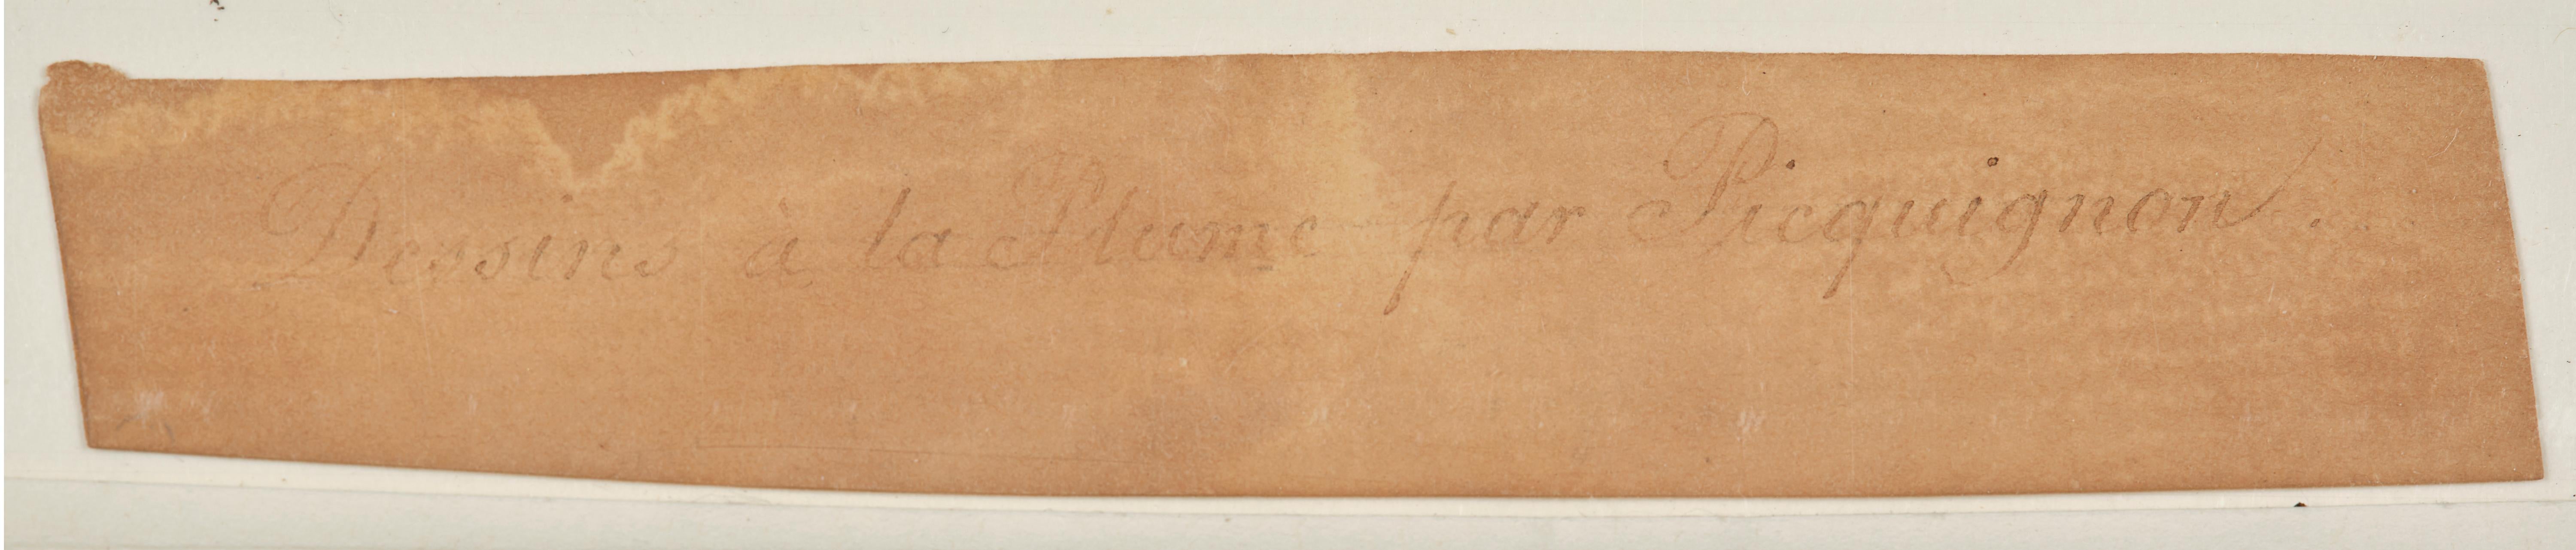 Dessins à la Plume par Picquignon.